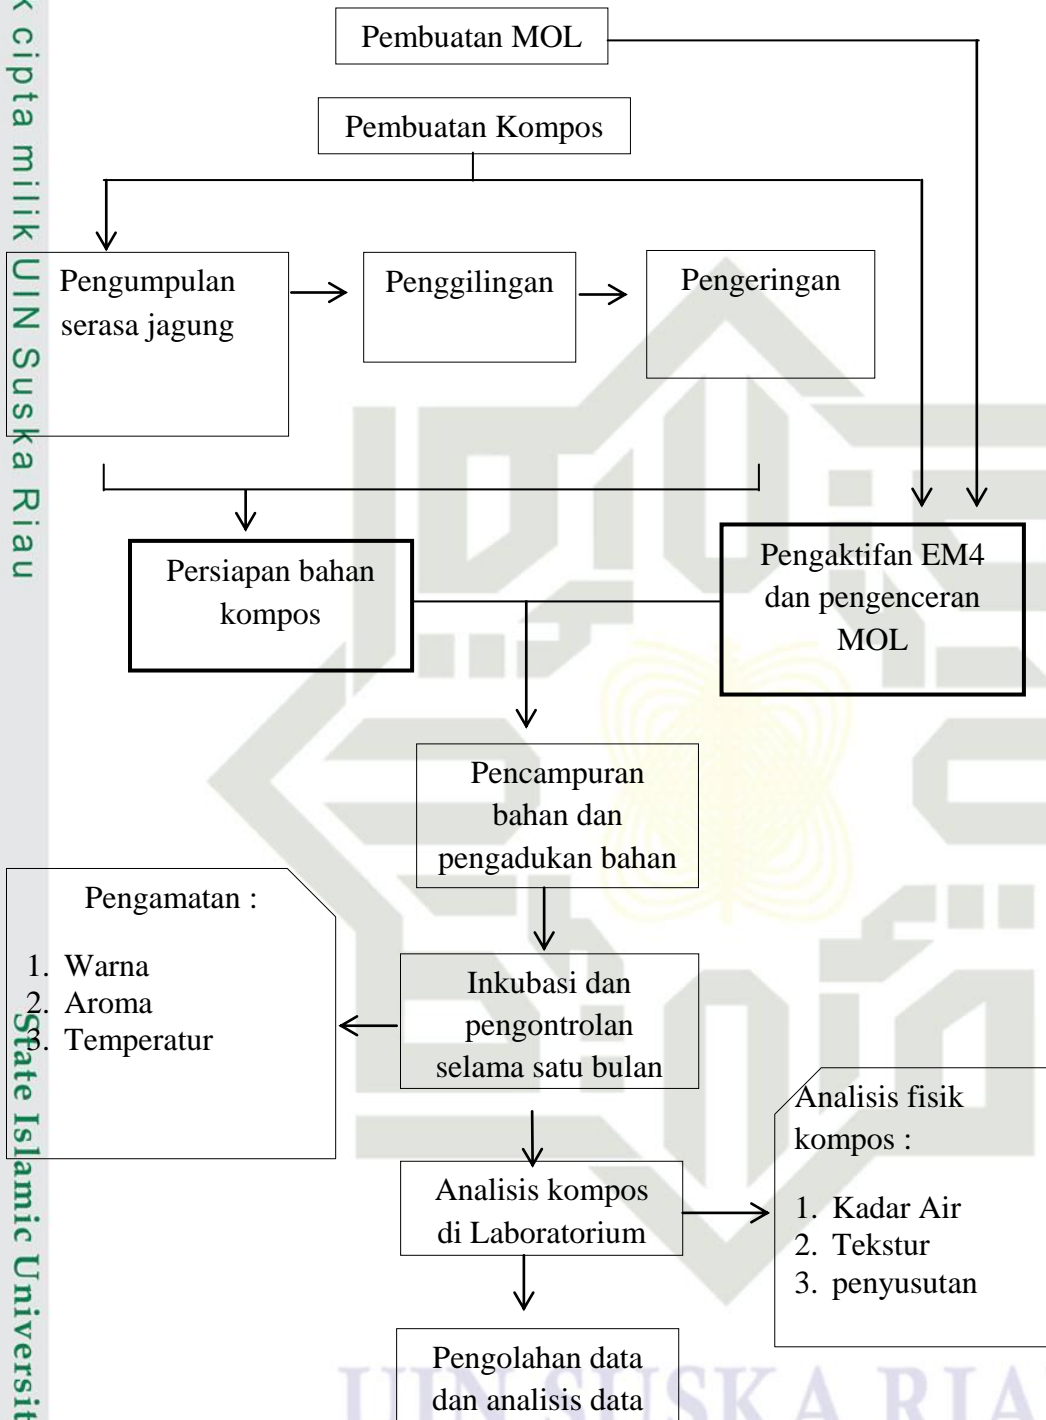 k cipta milik UIN Suska Riau
Pembuatan MOL
Pembuatan Kompos
Pengumpulan
serasa jagung
Penggilingan
Pengeringan
Persiapan bahan
kompos
Pengaktifan EM4
dan pengenceran
MOL
Pencampuran
bahan dan
pengadukan bahan
Pengamatan :
1. Warna
2. Aroma
3. Temperatur
Inkubasi dan
pengontrolan
selama satu bulan
Analisis fisik
kompos :
1. Kadar Air
2. Tekstur
3. penyusutan
Analisis kompos
di Laboratorium
Pengolahan data
dan analisis data
State Islamic Universit
UIN SUSKA RIA